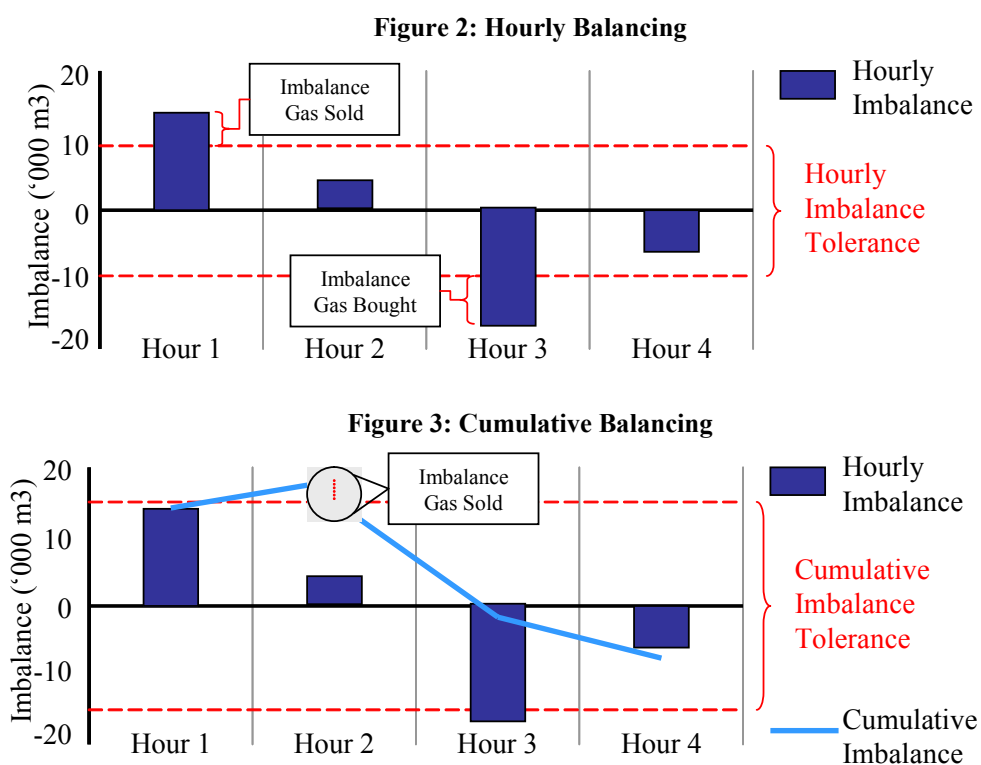 Figure 2: Hourly Balancing
Imbalance (‘000 m3)
20
10
0
-10
-20
Imbalance
Gas Sold
Imbalance
Gas Bought
Hour 1
Hour 2
Hour 3
Hour 4
Hourly
Imbalance
Hourly
Imbalance
Tolerance
Figure 3: Cumulative Balancing
Imbalance (‘000 m3)
20
10
0
-10
-20
Imbalance
Gas Sold
Hour 1
Hour 2
Hour 3
Hour 4
Hourly
Imbalance
Cumulative
Imbalance
Tolerance
Cumulative
Imbalance